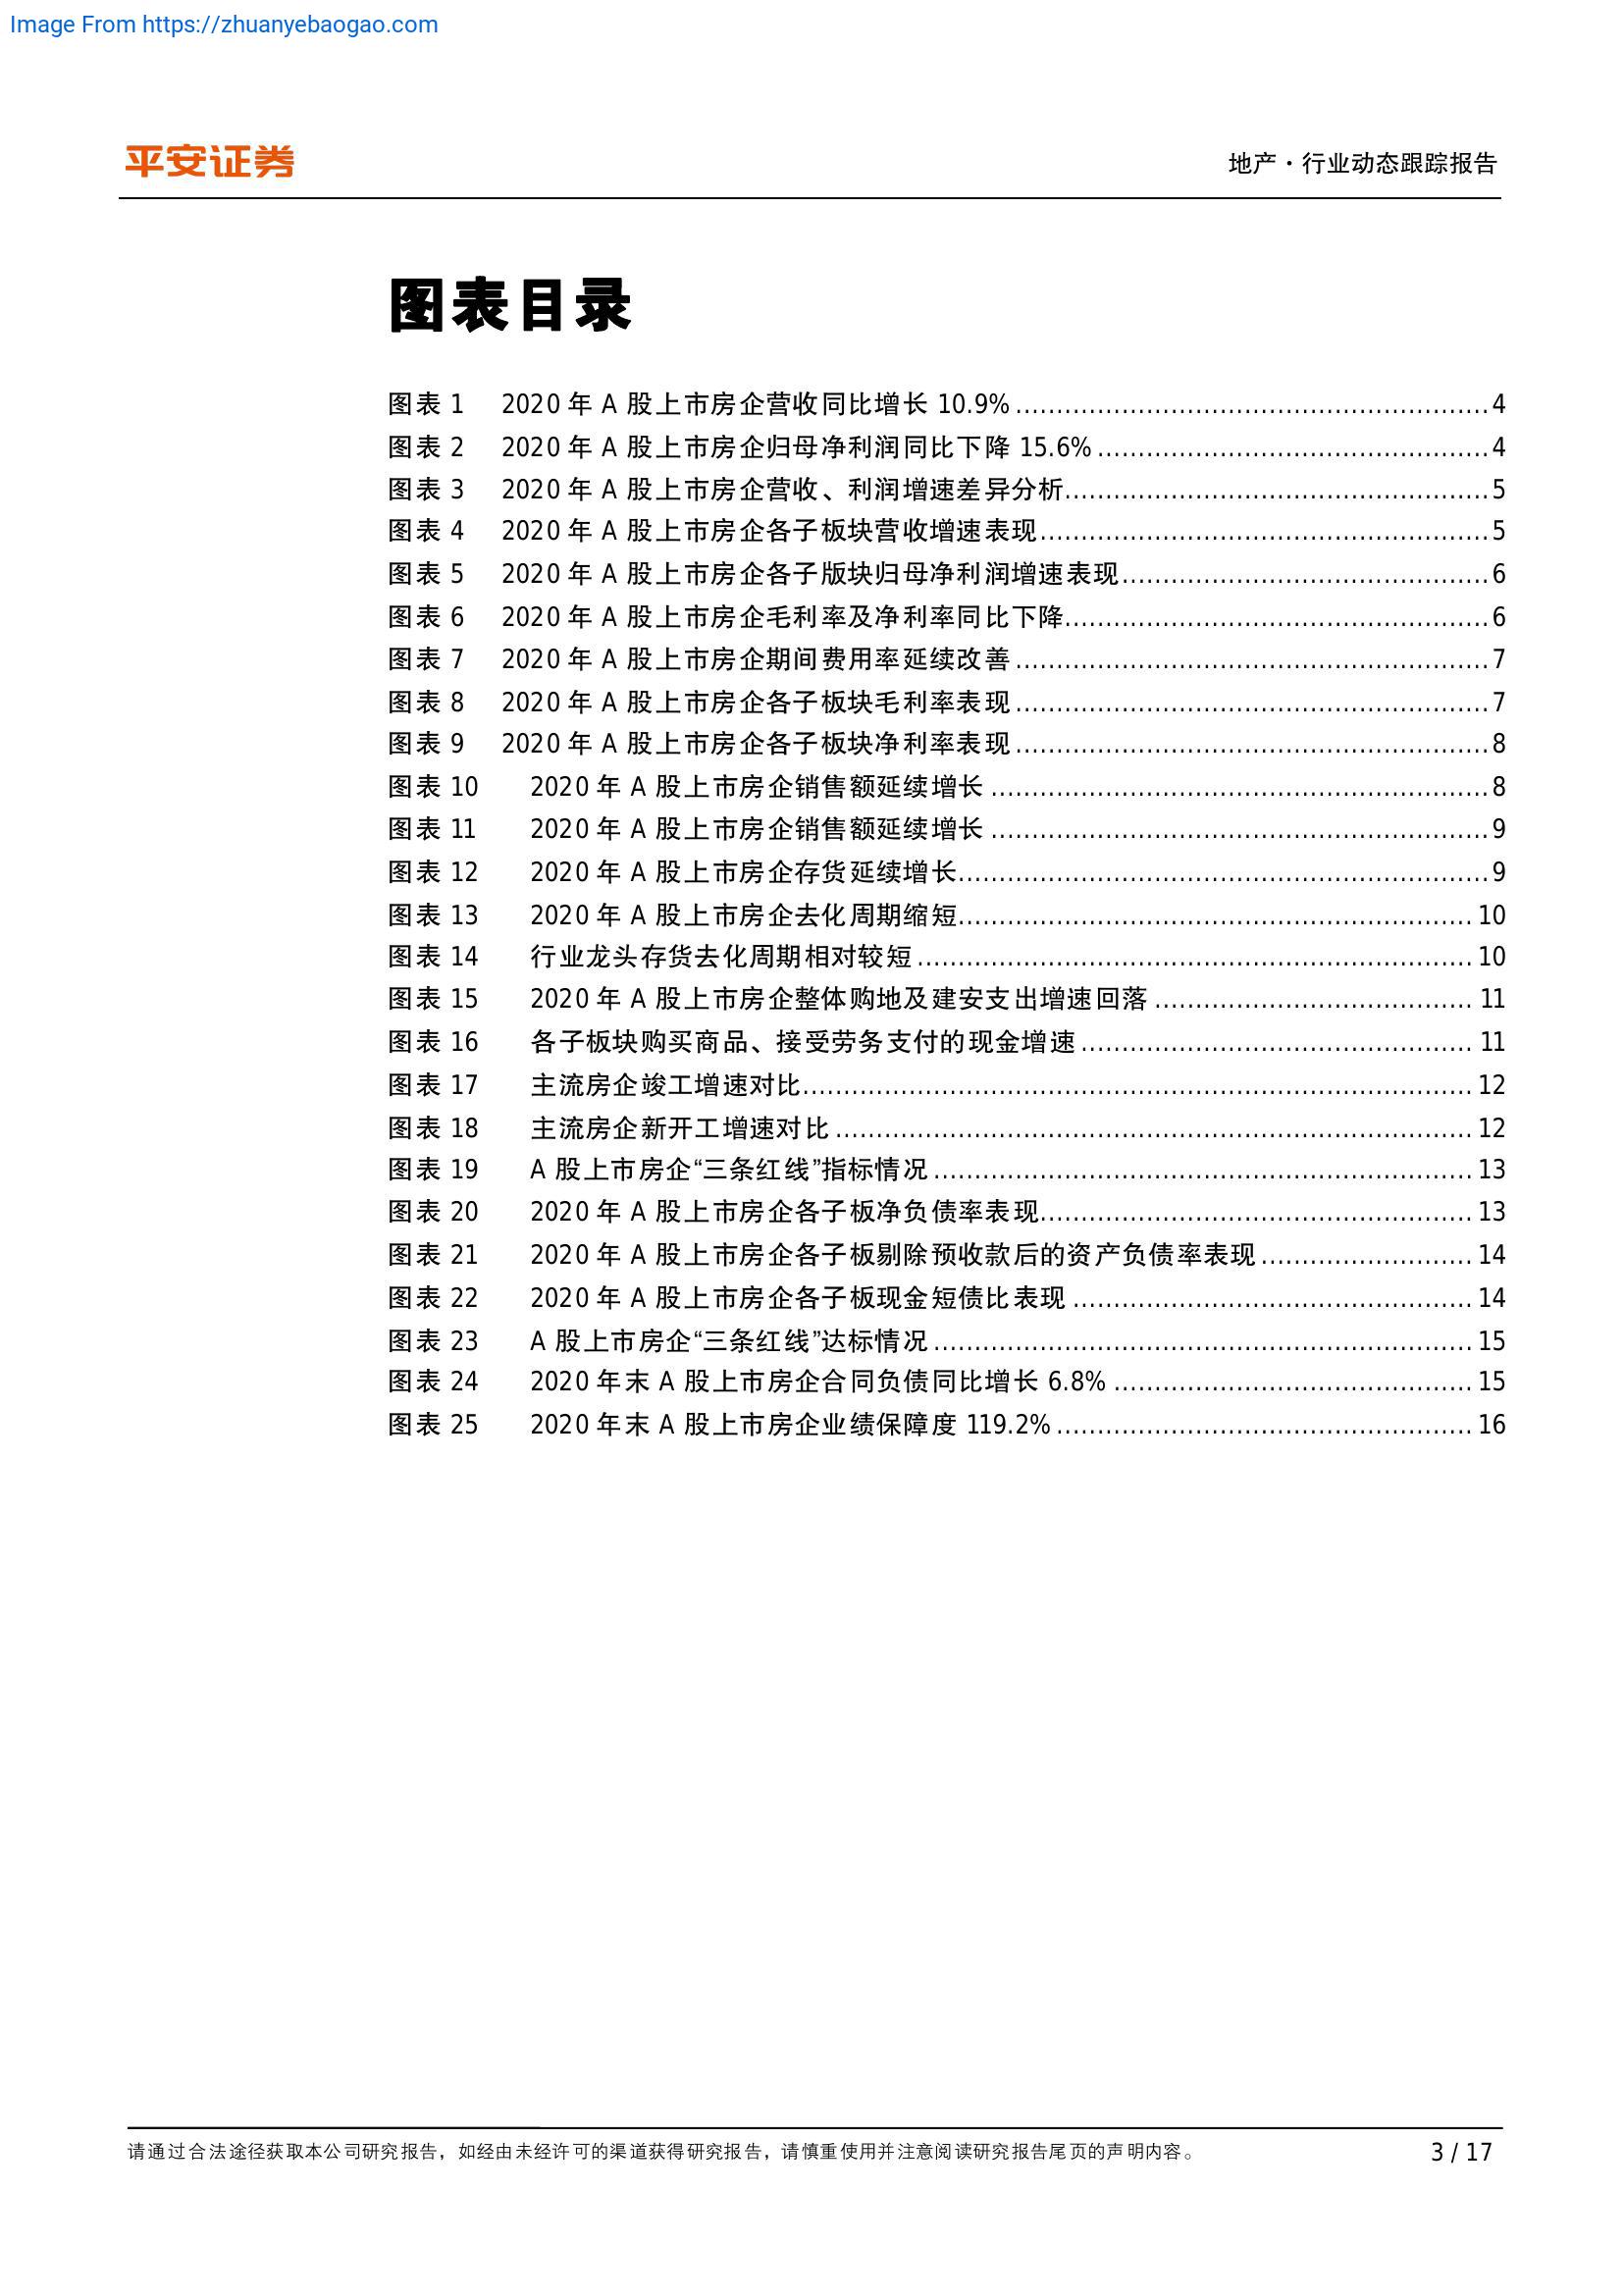 Image From https://zhuanyebaogao.com
平安证券
地产·行业动态跟踪报告
图表目录
图表 1 2020 年 A 股上市房企营收同比增长 10.9% 4
图表 2 2020 年 A 股上市房企归母净利润同比下降 15.6% 4
图表 3 2020 年 A 股上市房企营收、利润增速差异分析 5
图表 4 2020 年 A 股上市房企各子板块营收增速表现 5
图表 5 2020 年 A 股上市房企各子版块归母净利润增速表现 6
图表 6 2020 年 A 股上市房企毛利率及净利率同比下降 6
图表 7 2020 年 A 股上市房企期间费用率延续改善 7
图表 8 2020 年 A 股上市房企各子板块毛利率表现 7
图表 9 2020 年 A 股上市房企各子板块净利率表现 8
图表 10 2020 年 A 股上市房企销售额延续增长 8
图表 11 2020 年 A 股上市房企销售额延续增长 9
图表 12 2020 年 A 股上市房企存货延续增长 9
图表 13 2020 年 A 股上市房企去化周期缩短 10
图表 14 行业龙头存货去化周期相对较短 10
图表 15 2020 年 A 股上市房企整体购地及建安支出增速回落 11
图表 16 各子板块购买商品、接受劳务支付的现金增速 11
图表 17 主流房企竣工增速对比 12
图表 18 主流房企新开工增速对比 12
图表 19 A 股上市房企“三条红线”指标情况 13
图表 20 2020 年 A 股上市房企各子板净负债率表现 13
图表 21 2020 年 A 股上市房企各子板剔除预收款后的资产负债率表现 14
图表 22 2020 年 A 股上市房企各子板现金短债比表现 14
图表 23 A 股上市房企“三条红线”达标情况 15
图表 24 2020 年末 A 股上市房企合同负债同比增长 6.8% 15
图表 25 2020 年末 A 股上市房企业绩保障度 119.2% 16
请通过合法途径获取本公司研究报告，如经由未经许可的渠道获得研究报告，请慎重使用并注意阅读研究报告尾页的声明内容。
3 / 17